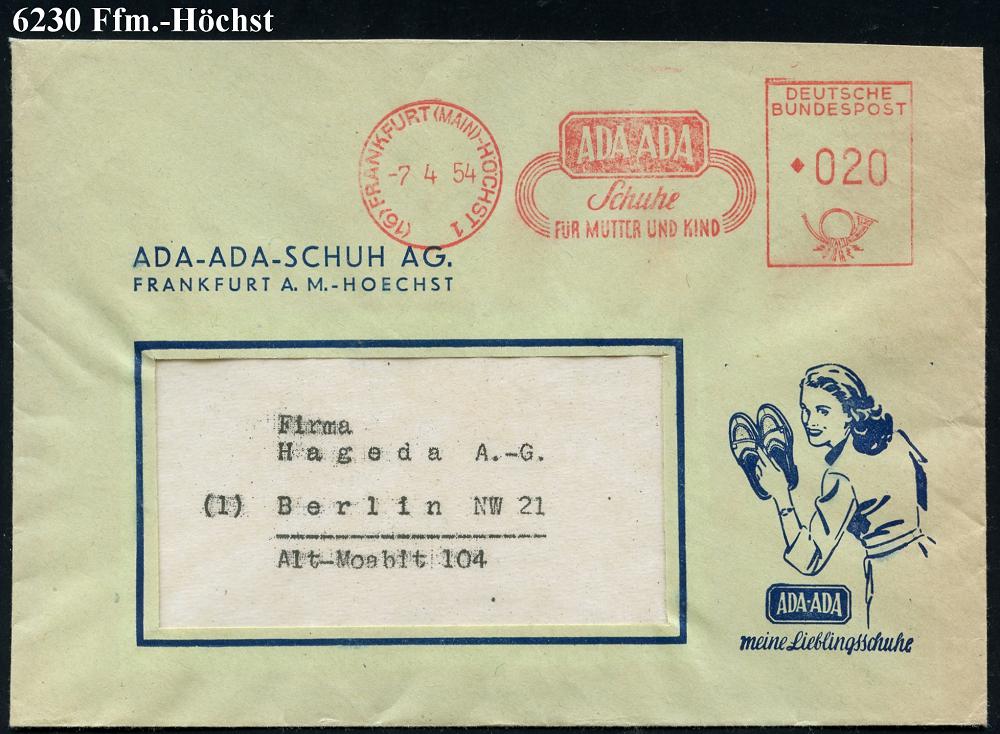 6230 Ffm.-Höchst
(16) FRANKFURT (MAIN)-HÖCHST 1
-7 4 54
ADA-ADA
Schuhe
FÜR MUTTER UND KIND
DEUTSCHE
BUNDESPOST
020
ADA-ADA-SCHUH AG.
FRANKFURT A. M.-HOECHST
Firma
Hageda A.-G.
(1) Berlin NW 21
Alt-Moabit 104
ADA-ADA
meine Lieblingsschuhe